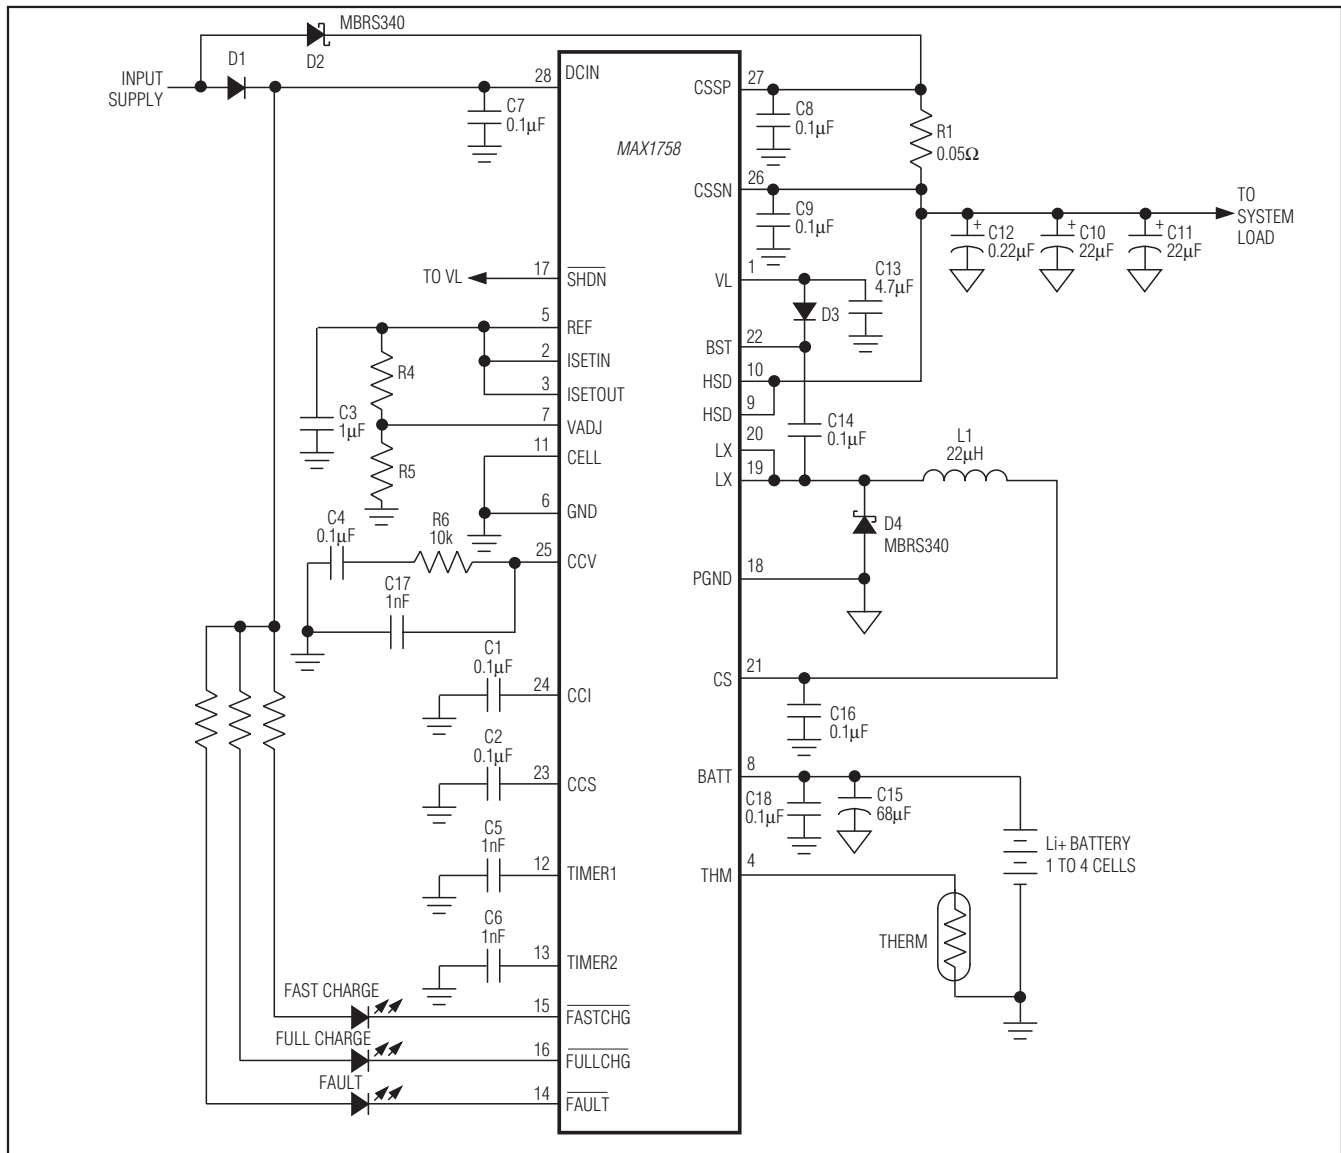 MBRS340
D1
D2
INPUT
SUPPLY
28
DCIN
C7
0.1μF
MAX1758
CSSP
27
C8
0.1μF
R1
0.05Ω
CSSN
26
C9
0.1μF
TO
SYSTEM
LOAD
+
C12
0.22μF
+
C10
22μF
+
C11
22μF
TO VL
17
SHDN
VL
1
C13
4.7μF
D3
5
REF
2
ISETIN
3
ISETOUT
R4
C3
1μF
7
VADJ
R5
11
CELL
6
GND
BST
22
HSD
10
HSD
9
C14
0.1μF
LX
20
LX
19
L1
22μH
D4
MBRS340
PGND
18
C4
0.1μF
R6
10k
25
CCV
C17
1nF
C1
0.1μF
24
CCI
CS
21
C16
0.1μF
C2
0.1μF
23
CCS
BATT
8
C18
0.1μF
C15
68μF
Li+ BATTERY
1 TO 4 CELLS
C5
1nF
12
TIMER1
THM
4
THERM
C6
1nF
13
TIMER2
FAST CHARGE
15
FASTCHG
FULL CHARGE
16
FULLCHG
FAULT
14
FAULT